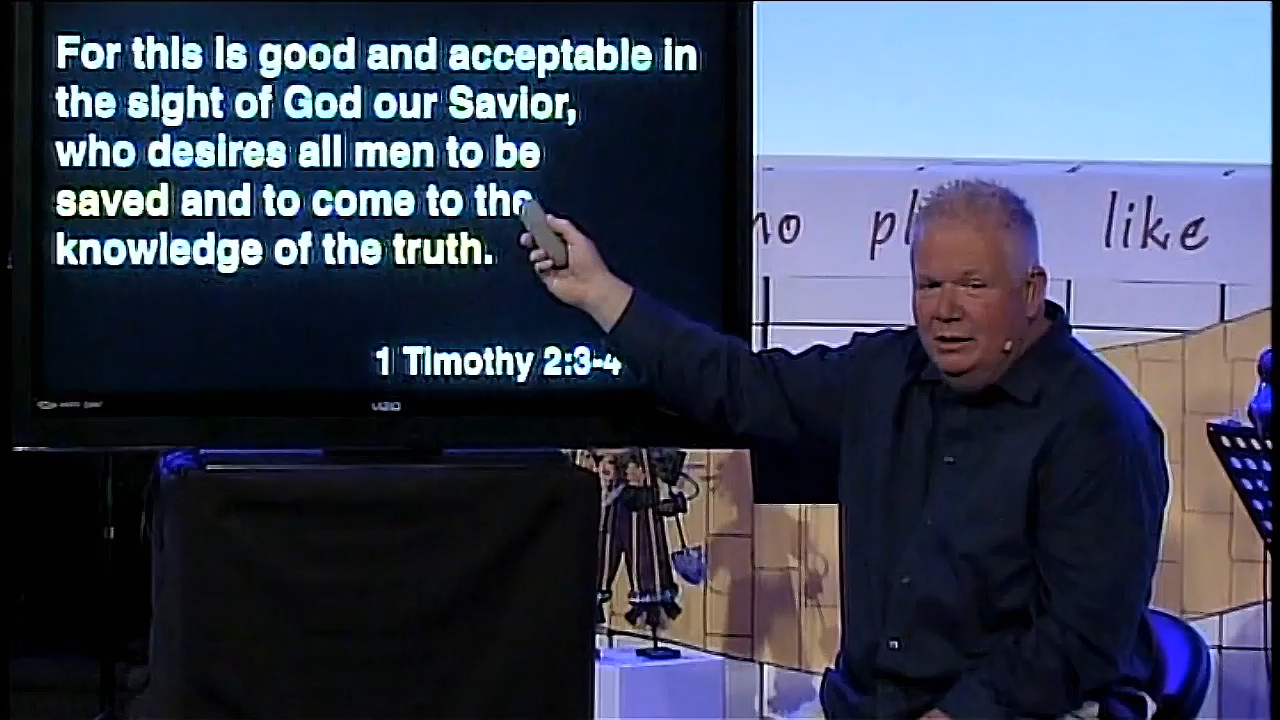 For this is good and acceptable in
the sight of God our Savior,
who desires all men to be
saved and to come to the
knowledge of the truth.
1 Timothy 2:3-4
VIZIO
like